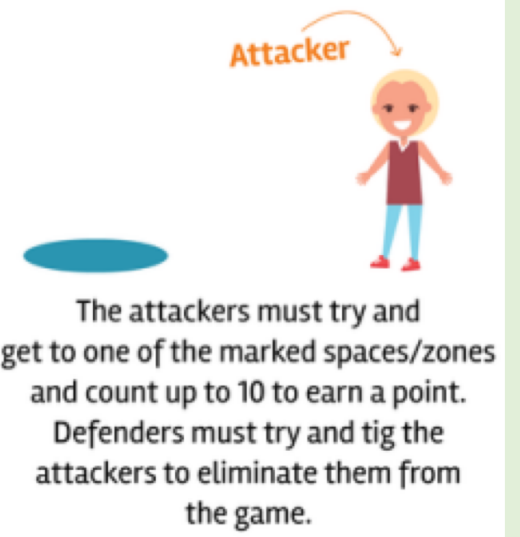 Attacker
The attackers must try and
get to one of the marked spaces/zones
and count up to 10 to earn a point.
Defenders must try and tig the
attackers to eliminate them from
the game.